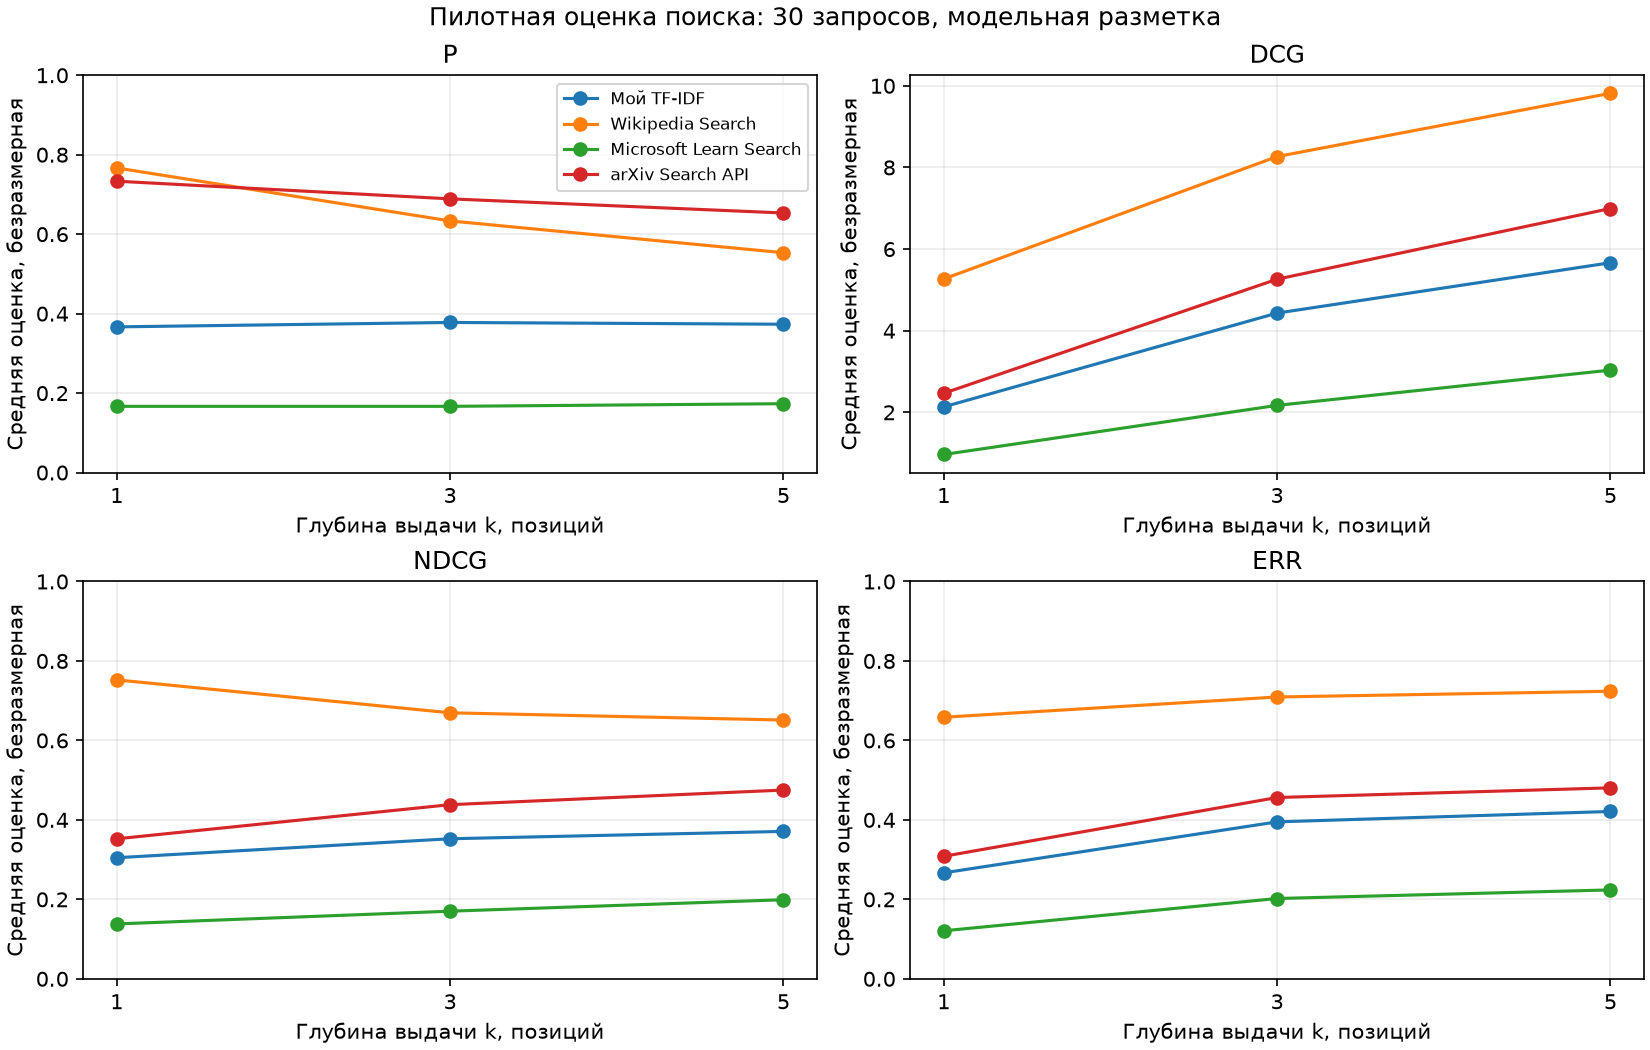 Пилотная оценка поиска: 30 запросов, модельная разметка
P
Средняя оценка, безразмерная
1.0
0.8
0.6
0.4
0.2
0.0
Мой TF-IDF
Wikipedia Search
Microsoft Learn Search
arXiv Search API
1
3
5
Глубина выдачи k, позиций
DCG
Средняя оценка, безразмерная
10
8
6
4
2
1
3
5
Глубина выдачи k, позиций
NDCG
Средняя оценка, безразмерная
1.0
0.8
0.6
0.4
0.2
0.0
1
3
5
Глубина выдачи k, позиций
ERR
Средняя оценка, безразмерная
1.0
0.8
0.6
0.4
0.2
0.0
1
3
5
Глубина выдачи k, позиций